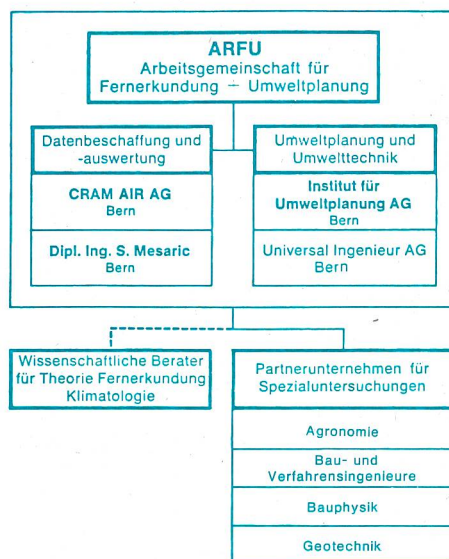 ARFU
Arbeitsgemeinschaft für
Fernerkundung – Umweltplanung
Datenbeschaffung und
-auswertung
CRAM AIR AG
Bern
Dipl. Ing. S. Mesaric
Bern
Umweltplanung und
Umwelttechnik
Institut für
Umweltplanung AG
Bern
Universal Ingenieur AG
Bern
Wissenschaftliche Berater
für Theorie Fernerkundung
Klimatologie
Partnerunternehmen für
Spezialuntersuchungen
Agronomie
Bau- und
Verfahrensingenieure
Bauphysik
Geotechnik